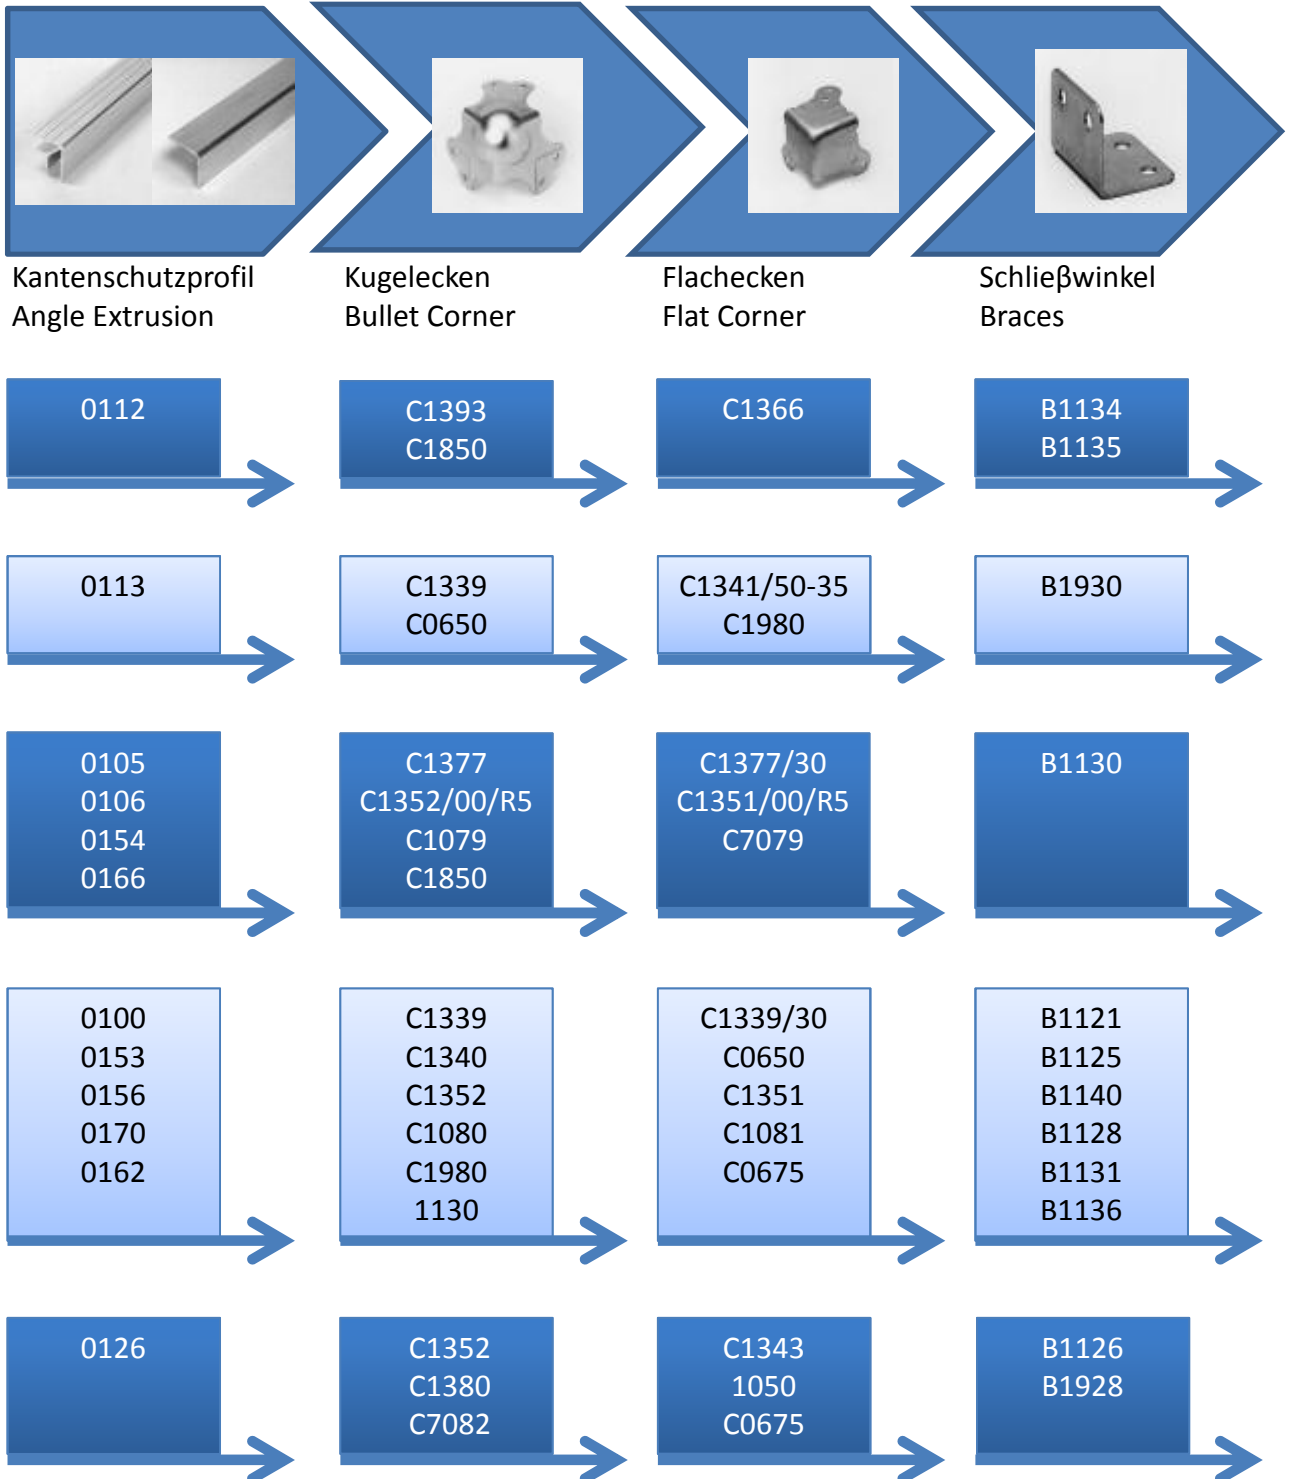 Kantenschutzprofil
Angle Extrusion
Kugelecken
Bullet Corner
Flachecken
Flat Corner
Schließwinkel
Braces
0112
C1393
C1850
C1366
B1134
B1135
0113
C1339
C0650
C1341/50-35
C1980
B1930
0105
0106
0154
0166
C1377
C1352/00/R5
C1079
C1850
C1377/30
C1351/00/R5
C7079
B1130
0100
0153
0156
0170
0162
C1339
C1340
C1352
C1080
C1980
1130
C1339/30
C0650
C1351
C1081
C0675
B1121
B1125
B1140
B1128
B1131
B1136
0126
C1352
C1380
C7082
C1343
1050
C0675
B1126
B1928